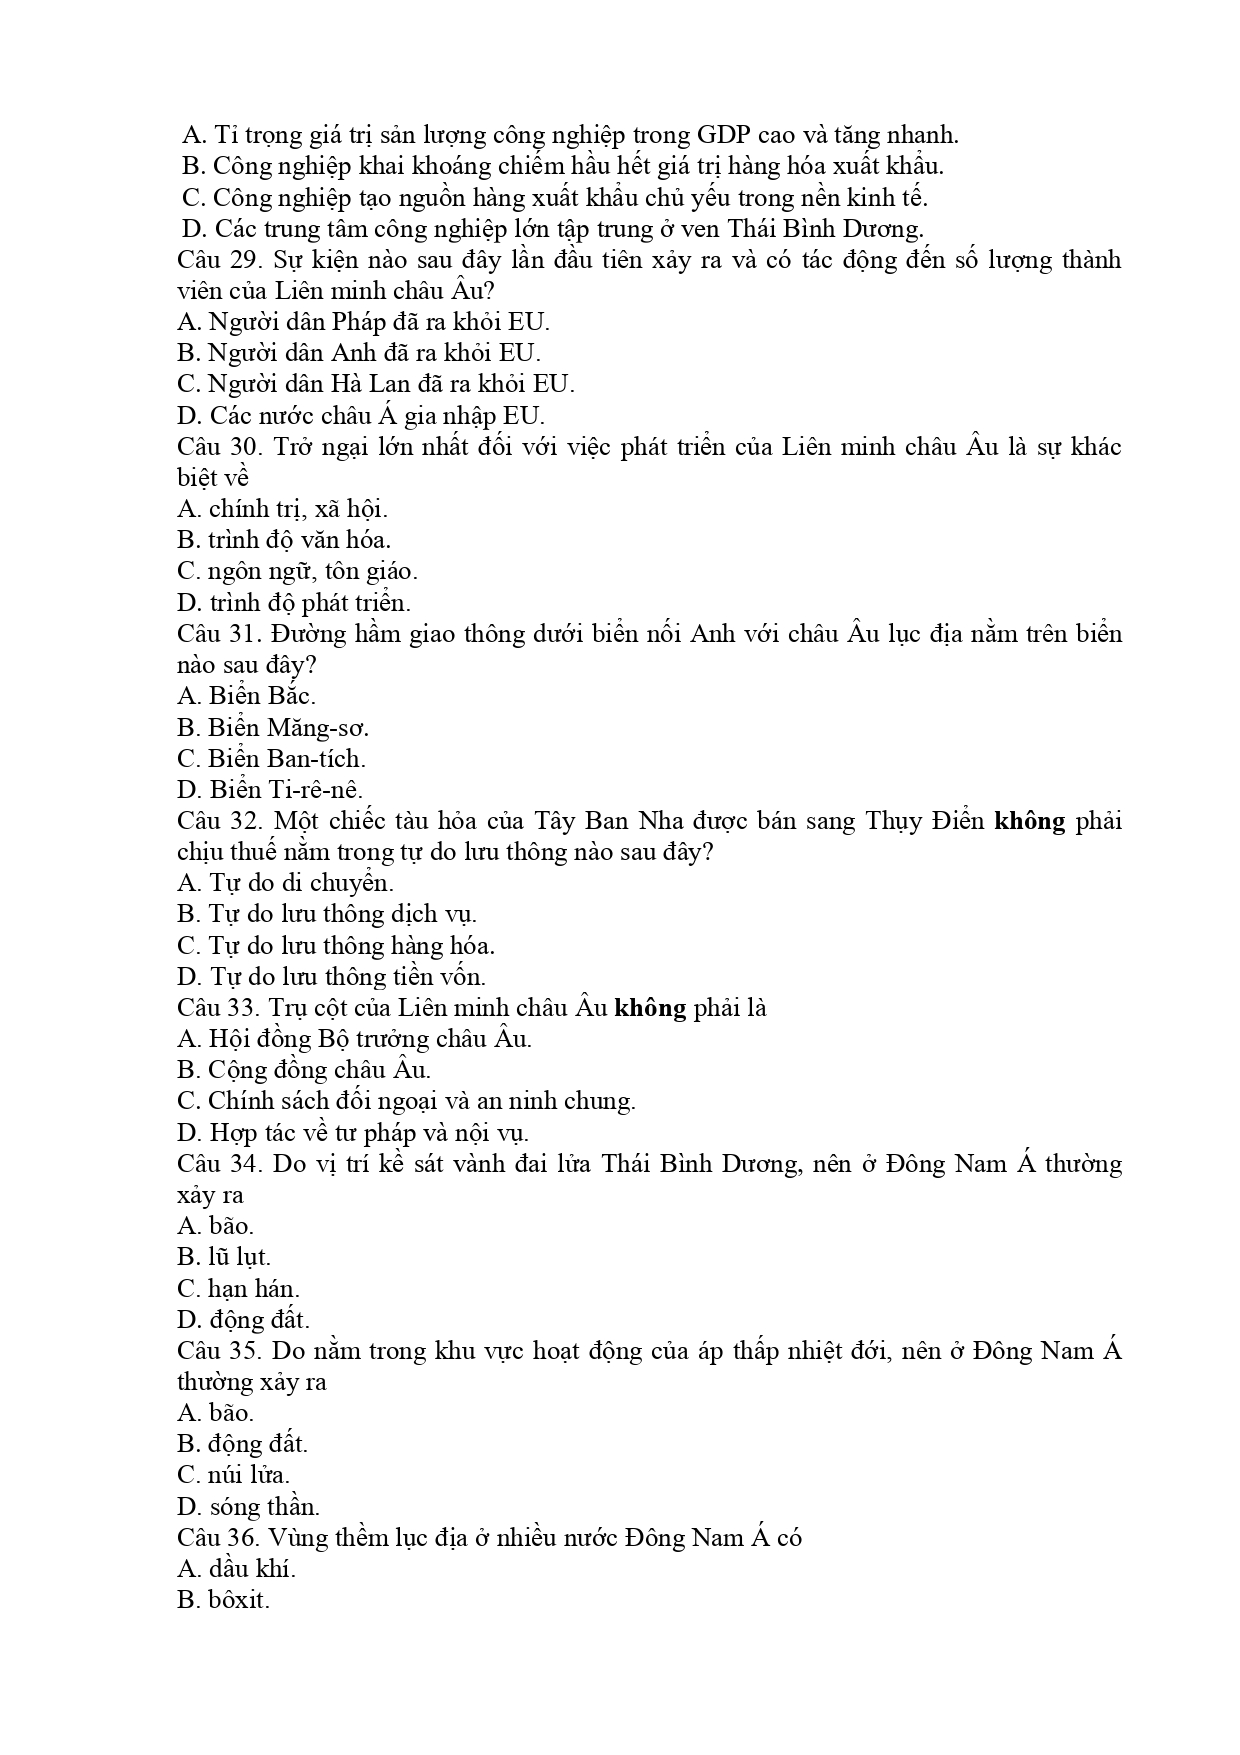 A. Tỉ trọng giá trị sản lượng công nghiệp trong GDP cao và tăng nhanh.
B. Công nghiệp khai khoáng chiếm hầu hết giá trị hàng hóa xuất khẩu.
C. Công nghiệp tạo nguồn hàng xuất khẩu chủ yếu trong nền kinh tế.
D. Các trung tâm công nghiệp lớn tập trung ở ven Thái Bình Dương.
Câu 29. Sự kiện nào sau đây lần đầu tiên xảy ra và có tác động đến số lượng thành
viên của Liên minh châu Âu?
A. Người dân Pháp đã ra khỏi EU.
B. Người dân Anh đã ra khỏi EU.
C. Người dân Hà Lan đã ra khỏi EU.
D. Các nước châu Á gia nhập EU.
Câu 30. Trở ngại lớn nhất đối với việc phát triển của Liên minh châu Âu là sự khác
biệt về
A. chính trị, xã hội.
B. trình độ văn hóa.
C. ngôn ngữ, tôn giáo.
D. trình độ phát triển.
Câu 31. Đường hầm giao thông dưới biển nối Anh với châu Âu lục địa nằm trên biển
nào sau đây?
A. Biển Bắc.
B. Biển Măng-sơ.
C. Biển Ban-tích.
D. Biển Ti-rê-nê.
Câu 32. Một chiếc tàu hỏa của Tây Ban Nha được bán sang Thụy Điển không phải
chịu thuế nằm trong tự do lưu thông nào sau đây?
A. Tự do di chuyển.
B. Tự do lưu thông dịch vụ.
C. Tự do lưu thông hàng hóa.
D. Tự do lưu thông tiền vốn.
Câu 33. Trụ cột của Liên minh châu Âu không phải là
A. Hội đồng Bộ trưởng châu Âu.
B. Cộng đồng châu Âu.
C. Chính sách đối ngoại và an ninh chung.
D. Hợp tác về tư pháp và nội vụ.
Câu 34. Do vị trí kề sát vành đai lửa Thái Bình Dương, nên ở Đông Nam Á thường
xảy ra
A. bão.
B. lũ lụt.
C. hạn hán.
D. động đất.
Câu 35. Do nằm trong khu vực hoạt động của áp thấp nhiệt đới, nên ở Đông Nam Á
thường xảy ra
A. bão.
B. động đất.
C. núi lửa.
D. sóng thần.
Câu 36. Vùng thềm lục địa ở nhiều nước Đông Nam Á có
A. dầu khí.
B. bôxit.